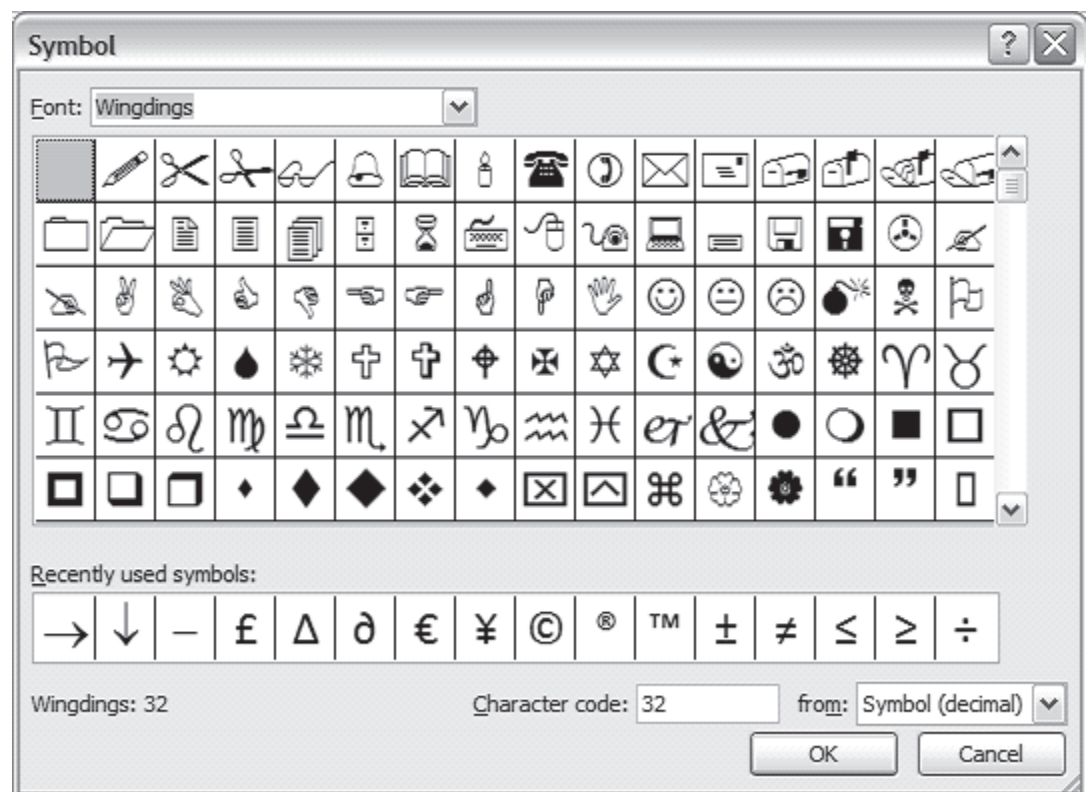 Symbol
Font: Wingdings
Recently used symbols:
→ ↓ – £ Δ ∂ € ¥ © ® ™ ± ≠ ≤ ≥ ÷
Wingdings: 32 Character code: 32 from: Symbol (decimal)
OK Cancel